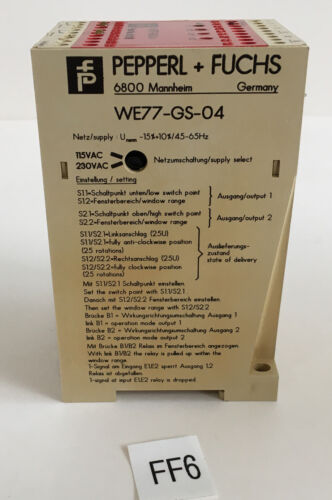 PEPPERL + FUCHS
6800 Mannheim Germany
WE77-GS-04
Netz/supply : Unenn -15%+10%/45-65Hz
115VAC
230VAC
Netzumschaltung/supply select
Einstellung / setting
S1.1=Schaltpunkt unten/low switch point
S1.2=Fensterbereich/window range
Ausgang/output 1
S2.1=Schaltpunkt oben/high switch point
S2.2=Fensterbereich/window range
Ausgang/output 2
S1.1/S2.1=Linksanschlag (25U)
S1.1/S2.1=fully anti-clockwise position
(25 rotations)
S1.2/S2.2=Rechtsanschlag (25U)
S1.2/S2.2=fully clockwise position
(25 rotations)
Auslieferungs-
zustand
state of delivery
Mit S1.1/S2.1 Schaltpunkt einstellen.
Set the switch point with S1.1/S2.1
Danach mit S1.2/S2.2 Fensterbereich einstellen.
Then set the window range with S1.2/S2.2
Brücke B1 = Wirkungsrichtungsumschaltung Ausgang 1
link B1 = operation mode output 1
Brücke B2 = Wirkungsrichtungsumschaltung Ausgang 2
link B2 = operation mode output 2
Mit Brücke B1/B2 Relais im Fensterbereich angezogen.
With link B1/B2 the relay is pulled up within the
window range.
1-Signal am Eingang E1,E2 sperrt Ausgang 1,2
Relais ist abgefallen.
1-signal at input E1,E2 relay is dropped.
FF6